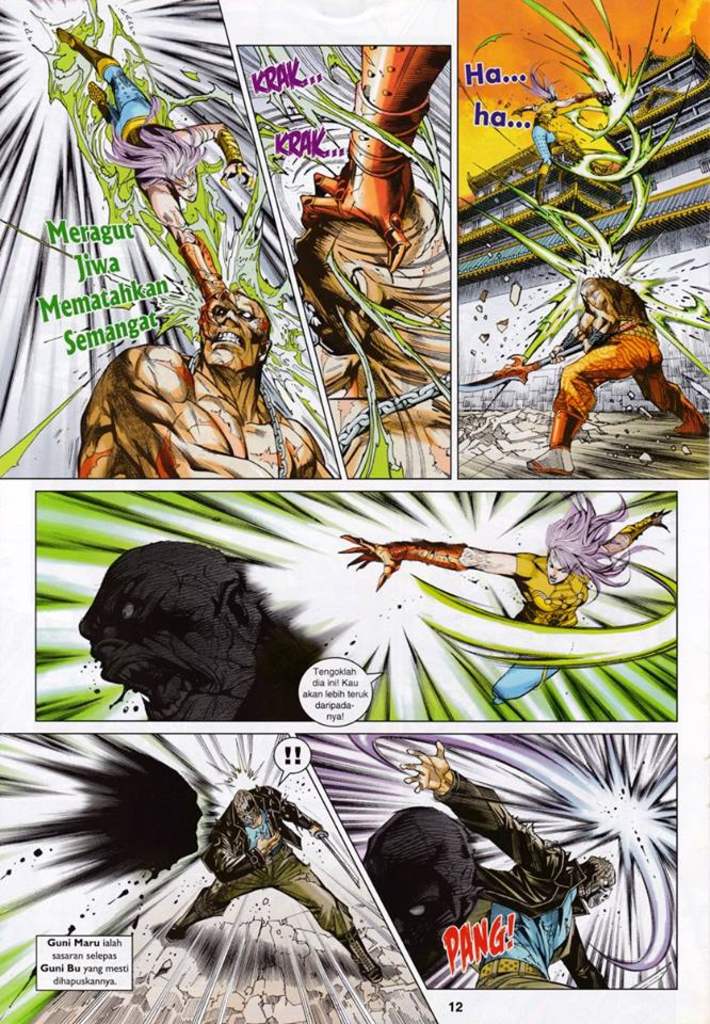 Meragut
Jiwa
Mematahkan
Semangat
KRAK...
KRAK...
Ha...
ha...
Tengoklah
dia ini! Kau
akan lebih teruk
daripada-
nya!
!!
Guni Maru ialah
sasaran selepas
Guni Bu yang mesti
dihapuskannya.
PANG!
12